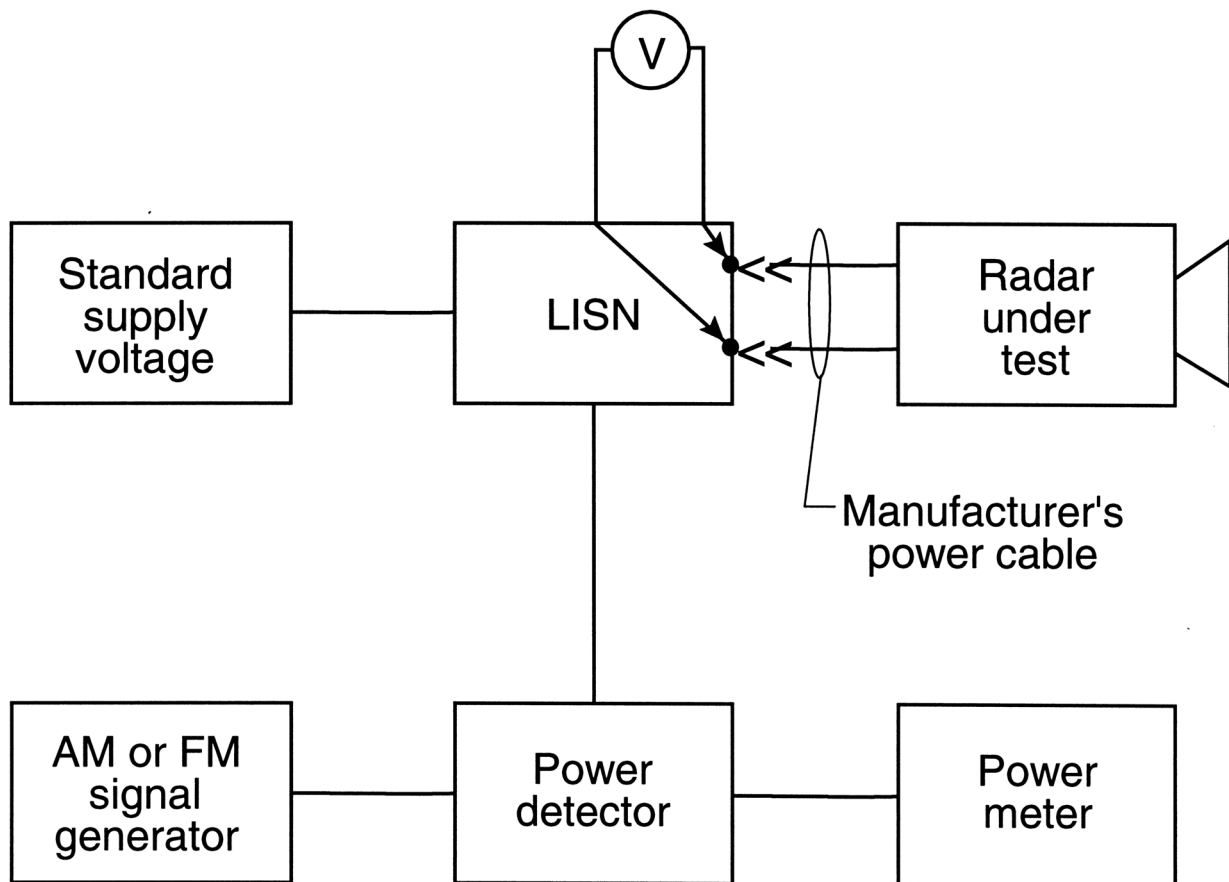 V
Standard
supply
voltage
LISN
Radar
under
test
Manufacturer's
power cable
AM or FM
signal
generator
Power
detector
Power
meter